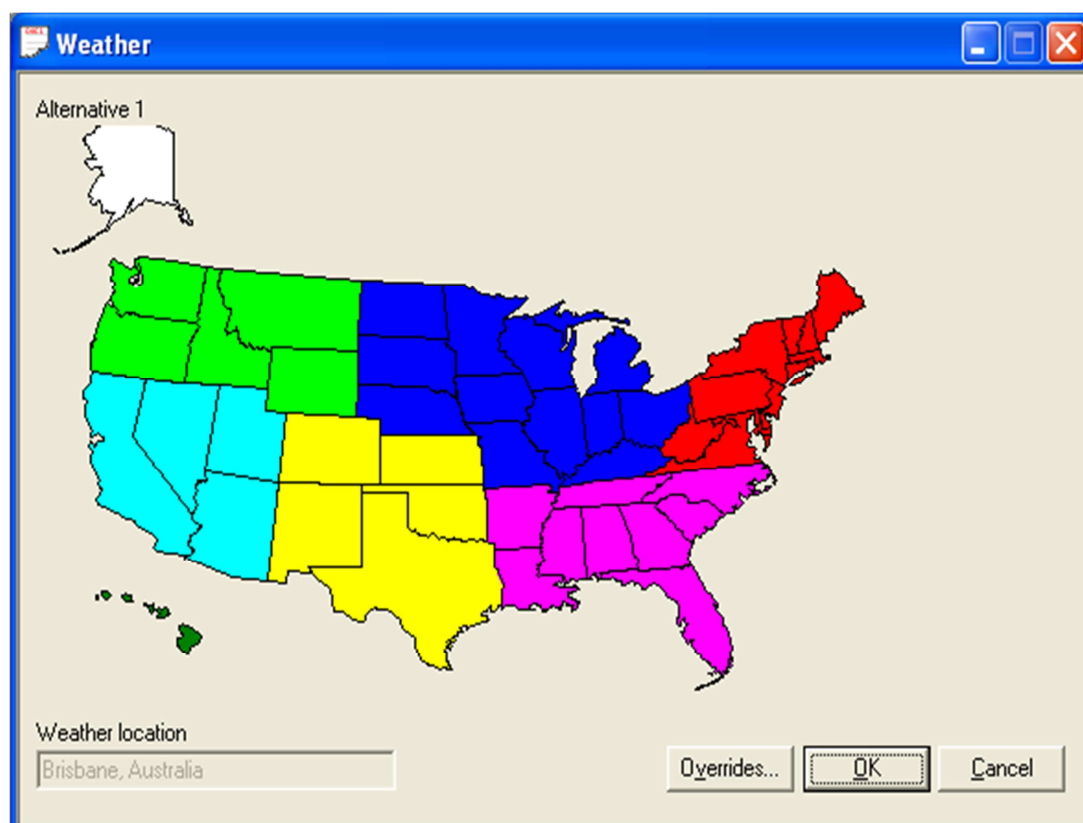 Weather
Alternative 1
Weather location
Brisbane, Australia
Overrides...
OK
Cancel